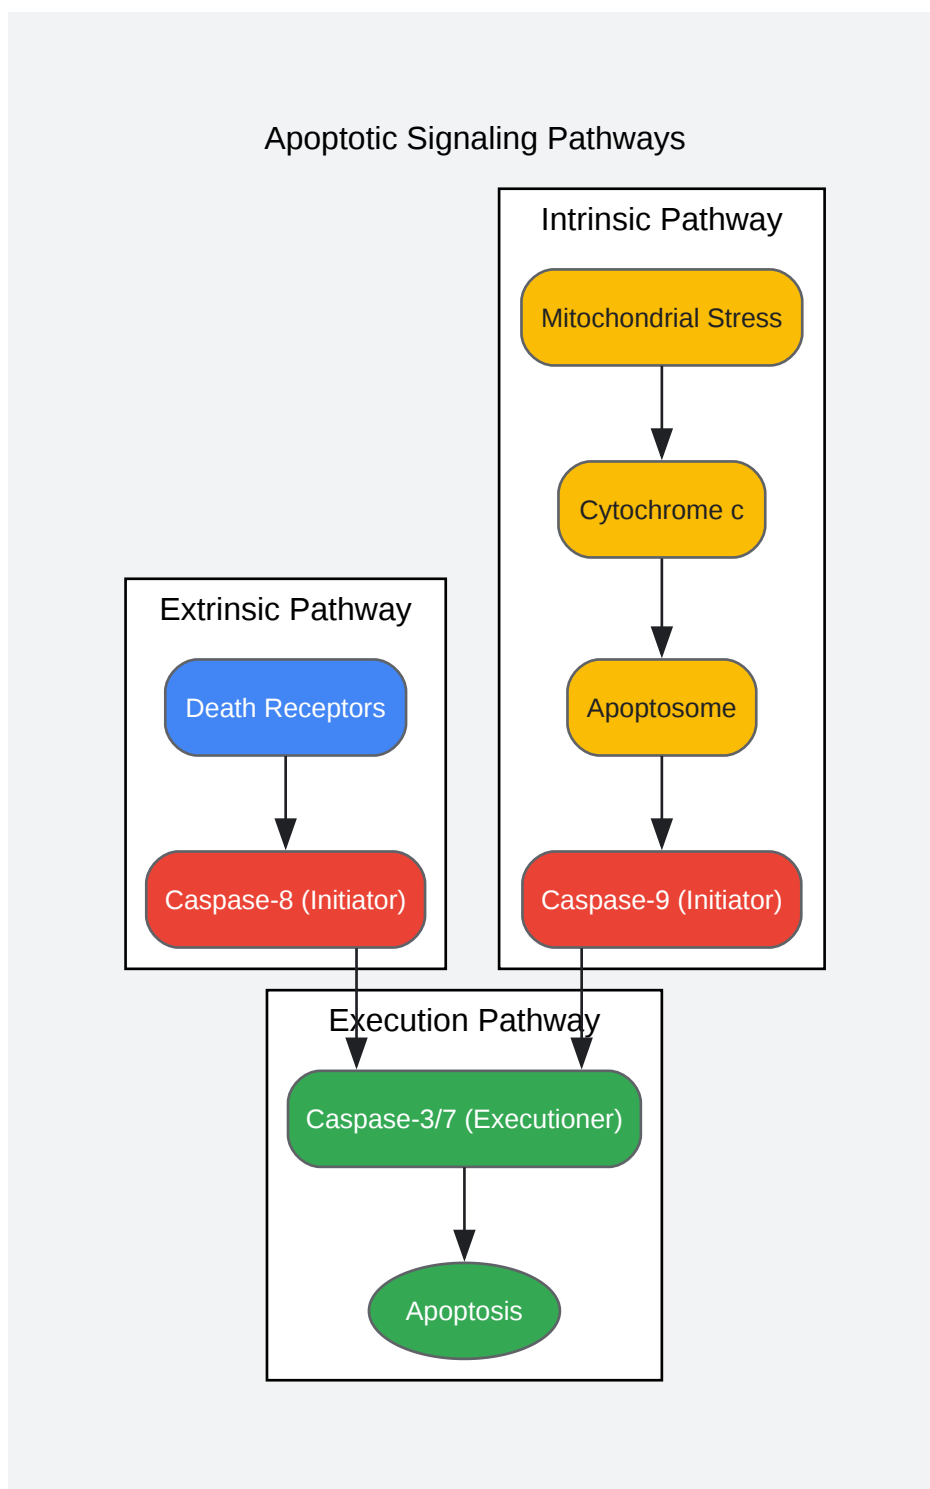 Apoptotic Signaling Pathways
Intrinsic Pathway
Mitochondrial Stress
Cytochrome c
Apoptosome
Caspase-9 (Initiator)
Extrinsic Pathway
Death Receptors
Caspase-8 (Initiator)
Execution Pathway
Caspase-3/7 (Executioner)
Apoptosis